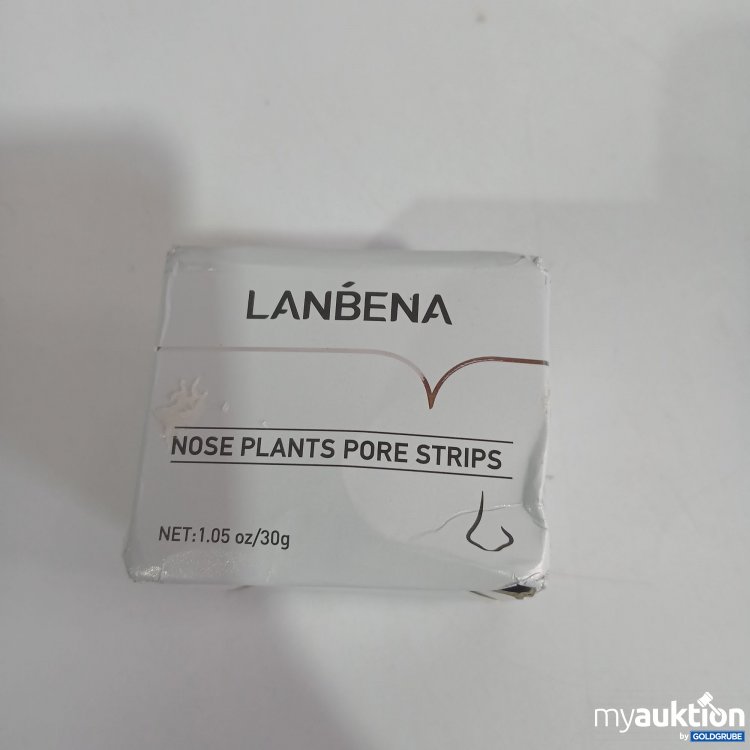 LANBENA
NOSE PLANTS PORE STRIPS
NET:1.05 oz/30g
myauktion
by GOLDGRUBE